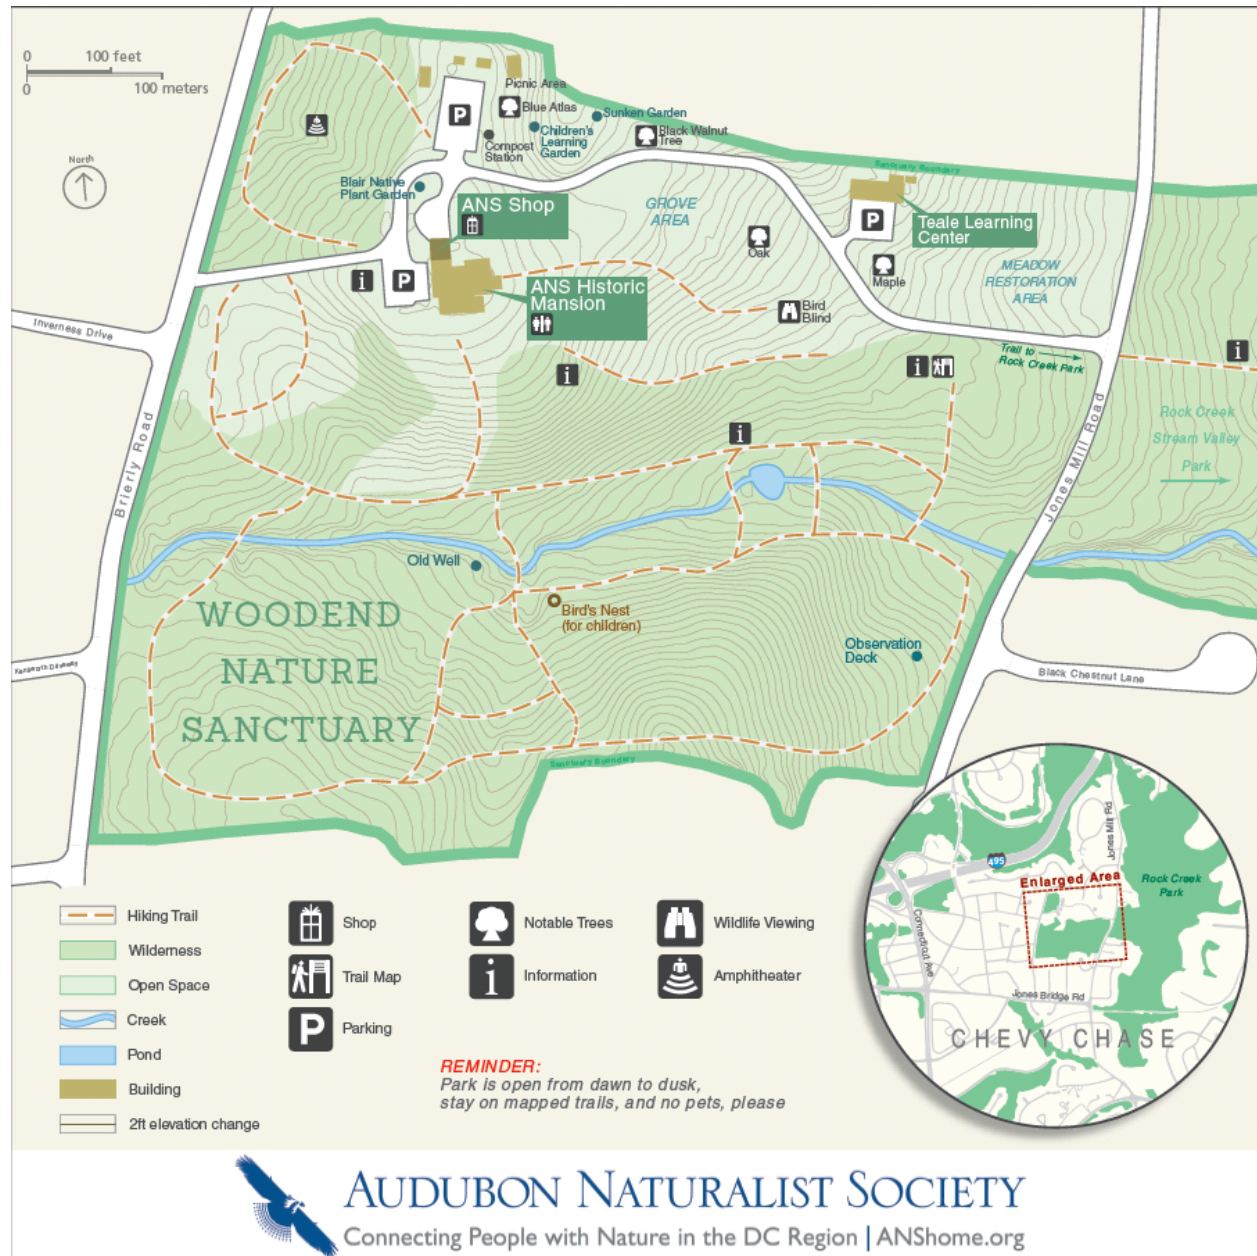 0
100 feet
0
100 meters
North
Picnic Area
Blue Atlas
Sunken Garden
Children's
Learning
Garden
Black Walnut
Tree
Compost
Station
Blair Native
Plant Garden
Sanctuary Boundary
ANS Shop
GROVE
AREA
Teale Learning
Center
Oak
Maple
MEADOW
RESTORATION
AREA
ANS Historic
Mansion
Bird
Blind
Inverness Drive
Trail to
Rock Creek Park
Rock Creek
Stream Valley
Park
Brierly Road
Jones Mill Road
Old Well
Bird's Nest
(for children)
WOODEND
NATURE
SANCTUARY
Observation
Deck
Black Chestnut Lane
Sanctuary Boundary
P
P
P
i
i
i
i
i
495
Jones Mill Rd
Enlarged Area
Rock Creek
Park
Connecticut Ave
Jones Bridge Rd
CHEVY CHASE
Hiking Trail
Wilderness
Open Space
Creek
Pond
Building
2ft elevation change
Shop
Trail Map
P Parking
Notable Trees
i Information
Wildlife Viewing
Amphitheater
REMINDER:
Park is open from dawn to dusk,
stay on mapped trails, and no pets, please
AUDUBON NATURALIST SOCIETY
Connecting People with Nature in the DC Region | ANShome.org